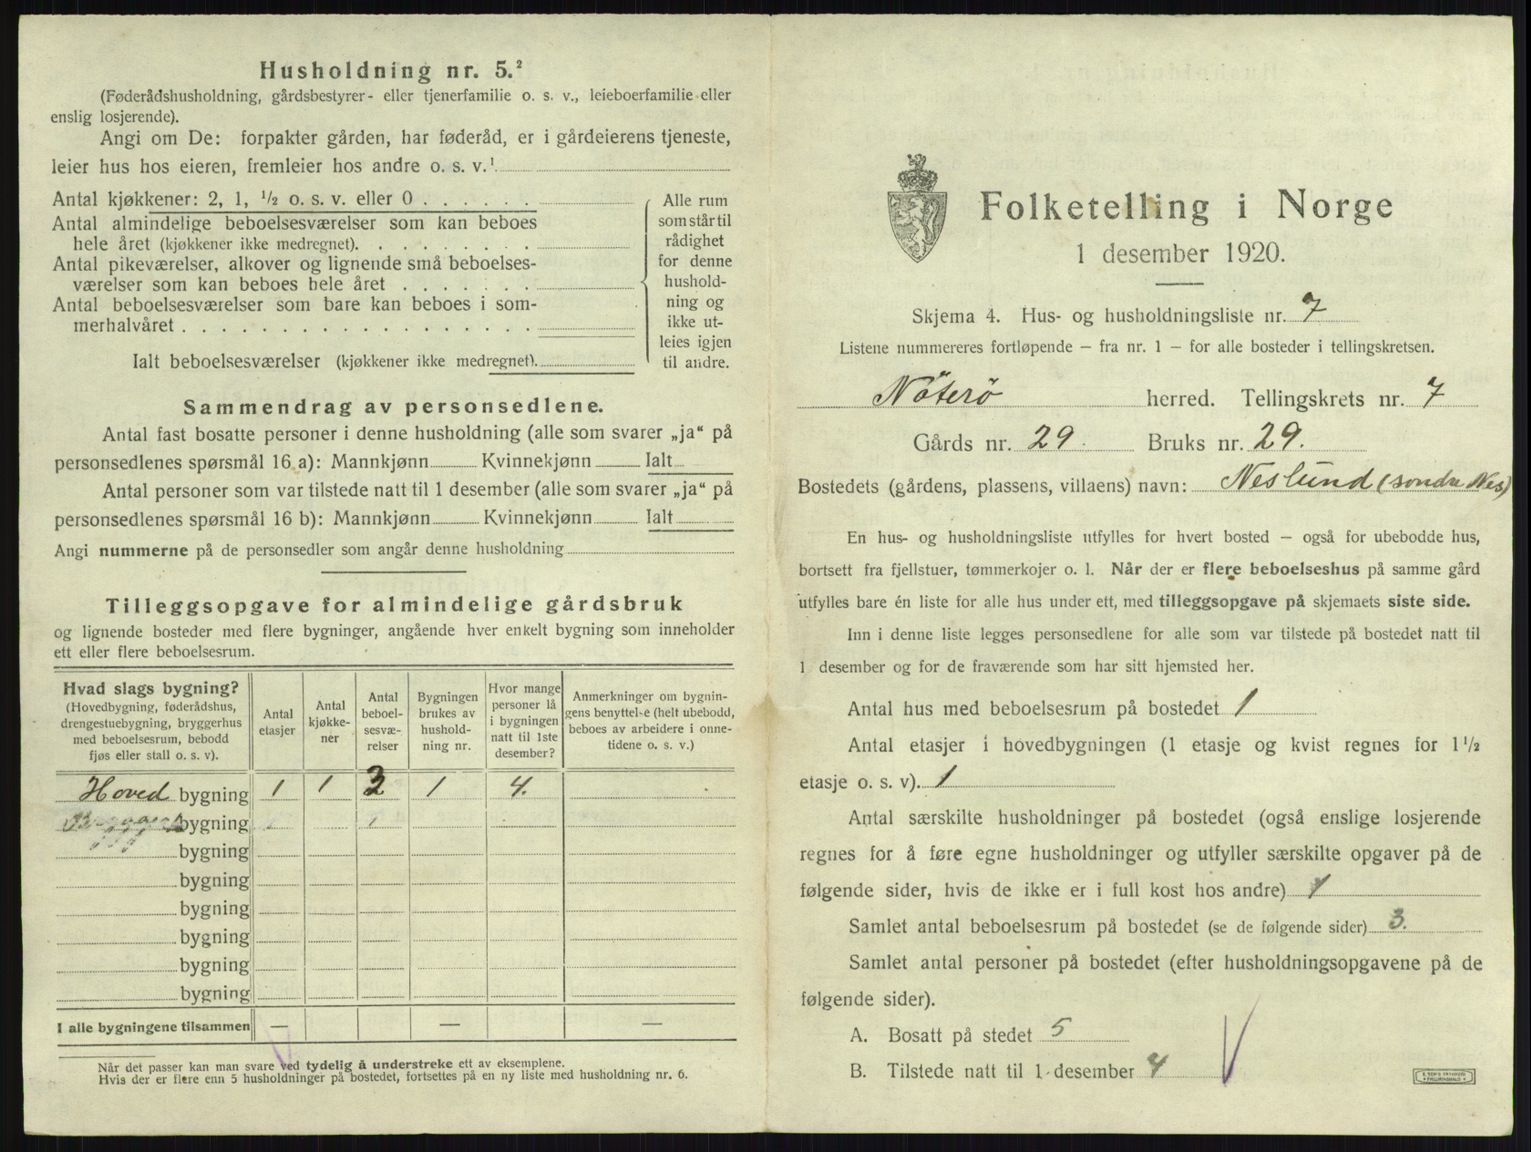 Husholdning nr. 5.²
(Føderådshusholdning, gårdsbestyrer- eller tjenerfamilie o. s. v., leieboerfamilie eller
enslig losjerende).
Angi om De: forpakter gården, har føderåd, er i gårdeierens tjeneste,
leier hus hos eieren, fremleier hos andre o. s. v.¹
Antal kjøkkener: 2, 1, ½ o. s. v. eller 0 . . . . . .
Antal almindelige beboelsesværelser som kan beboes
hele året (kjøkkener ikke medregnet). . . . . . . . .
Antal pikeværelser, alkover og lignende små beboelses-
værelser som kan beboes hele året . . . . . . .
Antal beboelsesværelser som bare kan beboes i som-
merhalvåret . . . . . . . . . . . . . . . . . .
Ialt beboelsesværelser (kjøkkener ikke medregnet).
Alle rum
som står til
rådighet
for denne
hushold-
ning og
ikke ut-
leies igjen
til andre.
Sammendrag av personsedlene.
Antal fast bosatte personer i denne husholdning (alle som svarer „ja“ på
personsedlenes spørsmål 16 a): Mannkjønn Kvinnekjønn Ialt
Antal personer som var tilstede natt til 1 desember (alle som svarer „ja“ på
personsedlenes spørsmål 16 b): Mannkjønn Kvinnekjønn Ialt
Angi nummerne på de personsedler som angår denne husholdning
Tilleggsopgave for almindelige gårdsbruk
og lignende bosteder med flere bygninger, angående hver enkelt bygning som inneholder
ett eller flere beboelsesrum.
Hvad slags bygning?
(Hovedbygning, føderådshus,
drengestuebygning, bryggerhus
med beboelsesrum, bebodd
fjøs eller stall o. s. v.).
Antal
etasjer
Antal
kjøkke-
ner
Antal
beboel-
sesvæ-
relser
Bygningen
brukes av
hushold-
ning nr.
Hvor mange
personer lå
i bygningen
natt til 1ste
desember?
Anmerkninger om bygnin-
gens benyttelse (helt ubebodd,
beboes av arbeidere i onne-
tidene o. s. v.)
Hoved bygning 1 1 3 1 4.
bygning
bygning
bygning
bygning
bygning
bygning
bygning
I alle bygningene tilsammen — — —
Når det passer kan man svare ved tydelig å understreke ett av eksemplene.
Hvis der er flere enn 5 husholdninger på bostedet, fortsettes på en ny liste med husholdning nr. 6.
Folketelling i Norge
1 desember 1920.
Skjema 4. Hus- og husholdningsliste nr. 7
Listene nummereres fortløpende – fra nr. 1 – for alle bosteder i tellingskretsen.
Nöterö herred. Tellingskrets nr. 7
Gårds nr. 29. Bruks nr. 29.
Bostedets (gårdens, plassens, villaens) navn: Neslund (søndre Nes)
En hus- og husholdningsliste utfylles for hvert bosted – også for ubebodde hus,
bortsett fra fjellstuer, tømmerkojer o. l. Når der er flere beboelseshus på samme gård
utfylles bare én liste for alle hus under ett, med tilleggsopgave på skjemaets siste side.
Inn i denne liste legges personsedlene for alle som var tilstede på bostedet natt til
1 desember og for de fraværende som har sitt hjemsted her.
Antal hus med beboelsesrum på bostedet 1
Antal etasjer i hovedbygningen (1 etasje og kvist regnes for 1½
etasje o. s. v). 1
Antal særskilte husholdninger på bostedet (også enslige losjerende
regnes for å føre egne husholdninger og utfyller særskilte opgaver på de
følgende sider, hvis de ikke er i full kost hos andre) 1
Samlet antal beboelsesrum på bostedet (se de følgende sider) 3.
Samlet antal personer på bostedet (efter husholdningsopgavene på de
følgende sider).
A. Bosatt på stedet 5
B. Tilstede natt til 1 desember 4